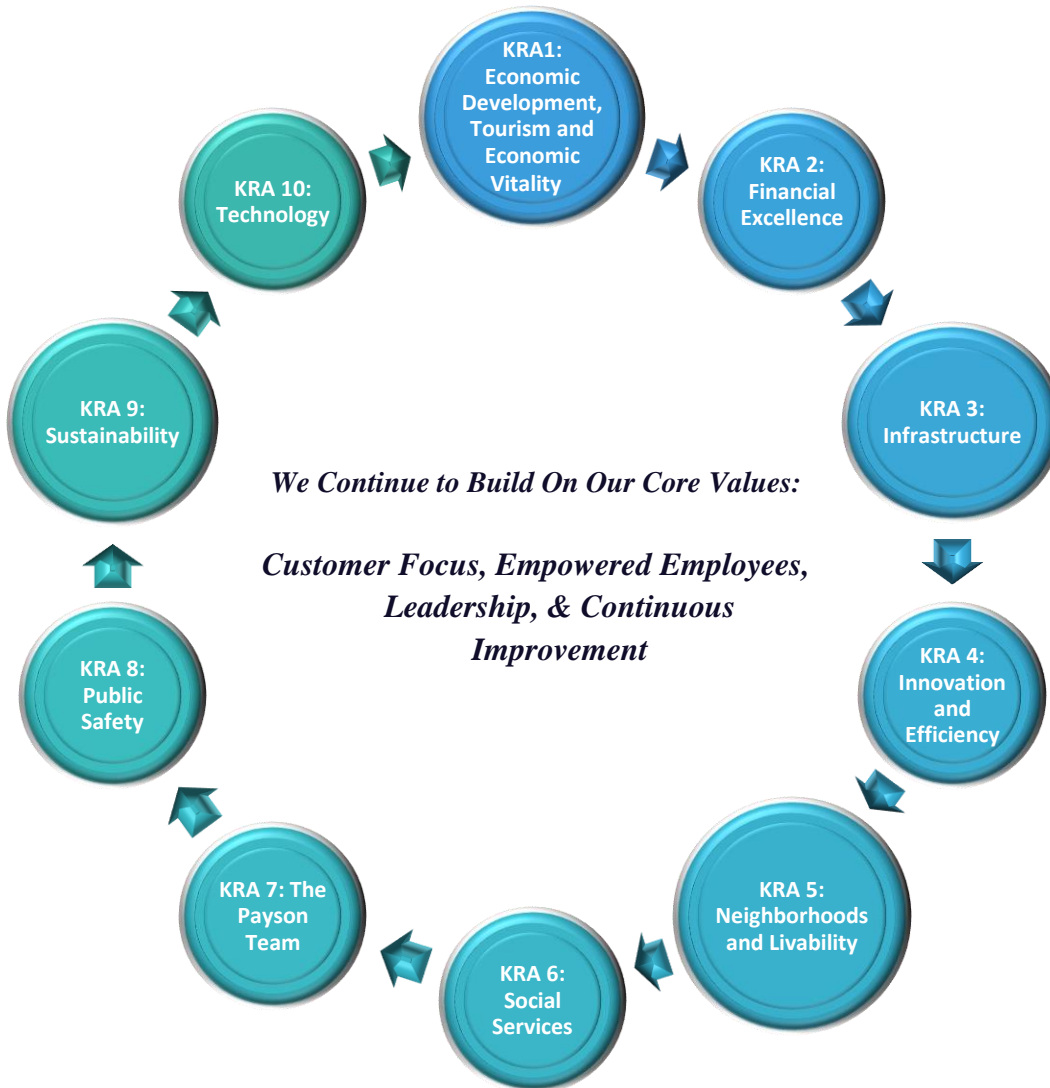 KRA1:
Economic
Development,
Tourism and
Economic
Vitality
KRA 2:
Financial
Excellence
KRA 3:
Infrastructure
KRA 4:
Innovation
and
Efficiency
KRA 5:
Neighborhoods
and Livability
KRA 6:
Social
Services
KRA 7: The
Payson
Team
KRA 8:
Public
Safety
KRA 9:
Sustainability
KRA 10:
Technology
We Continue to Build On Our Core Values:
Customer Focus, Empowered Employees,
Leadership, & Continuous
Improvement